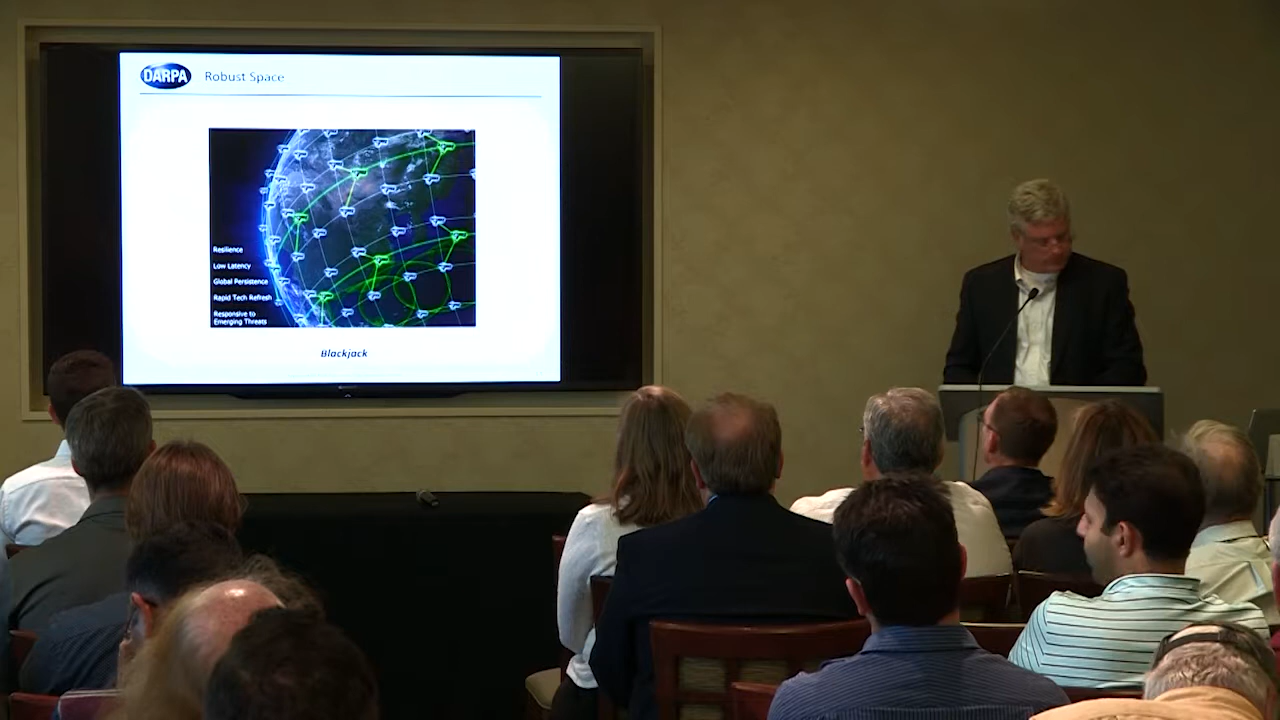 DARPA
Robust Space
Resilience
Low Latency
Global Persistence
Rapid Tech Refresh
Responsive to
Emerging Threats
Blackjack